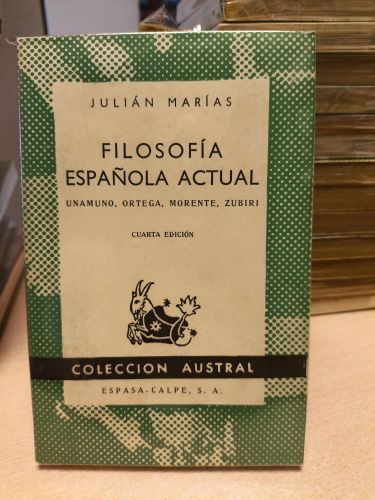 JULIÁN MARÍAS
FILOSOFÍA
ESPAÑOLA ACTUAL
UNAMUNO, ORTEGA, MORENTE, ZUBIRI
CUARTA EDICIÓN
COLECCION AUSTRAL
ESPASA-CALPE, S. A.